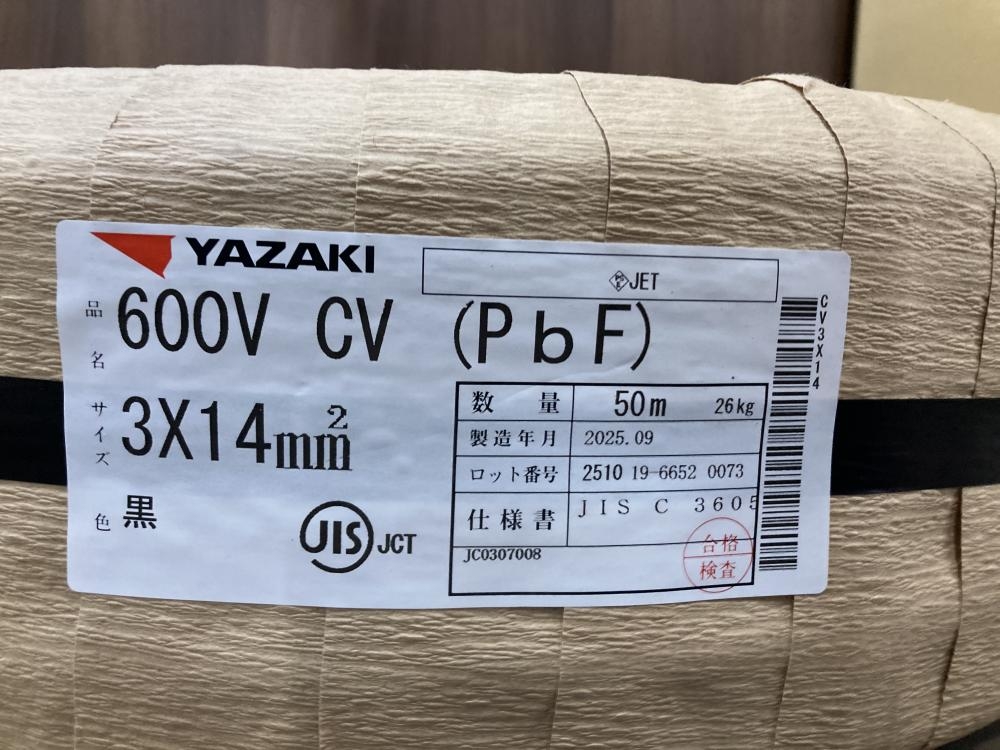 YAZAKI
PS E JET
品名 600V CV (PbF)
サイズ 3X14mm²
色 黒
JIS JCT
数量 50m 26kg
製造年月 2025.09
ロット番号 2510 19-6652 0073
仕様書 JIS C 3605
JC0307008
合格
検査
CV3X14